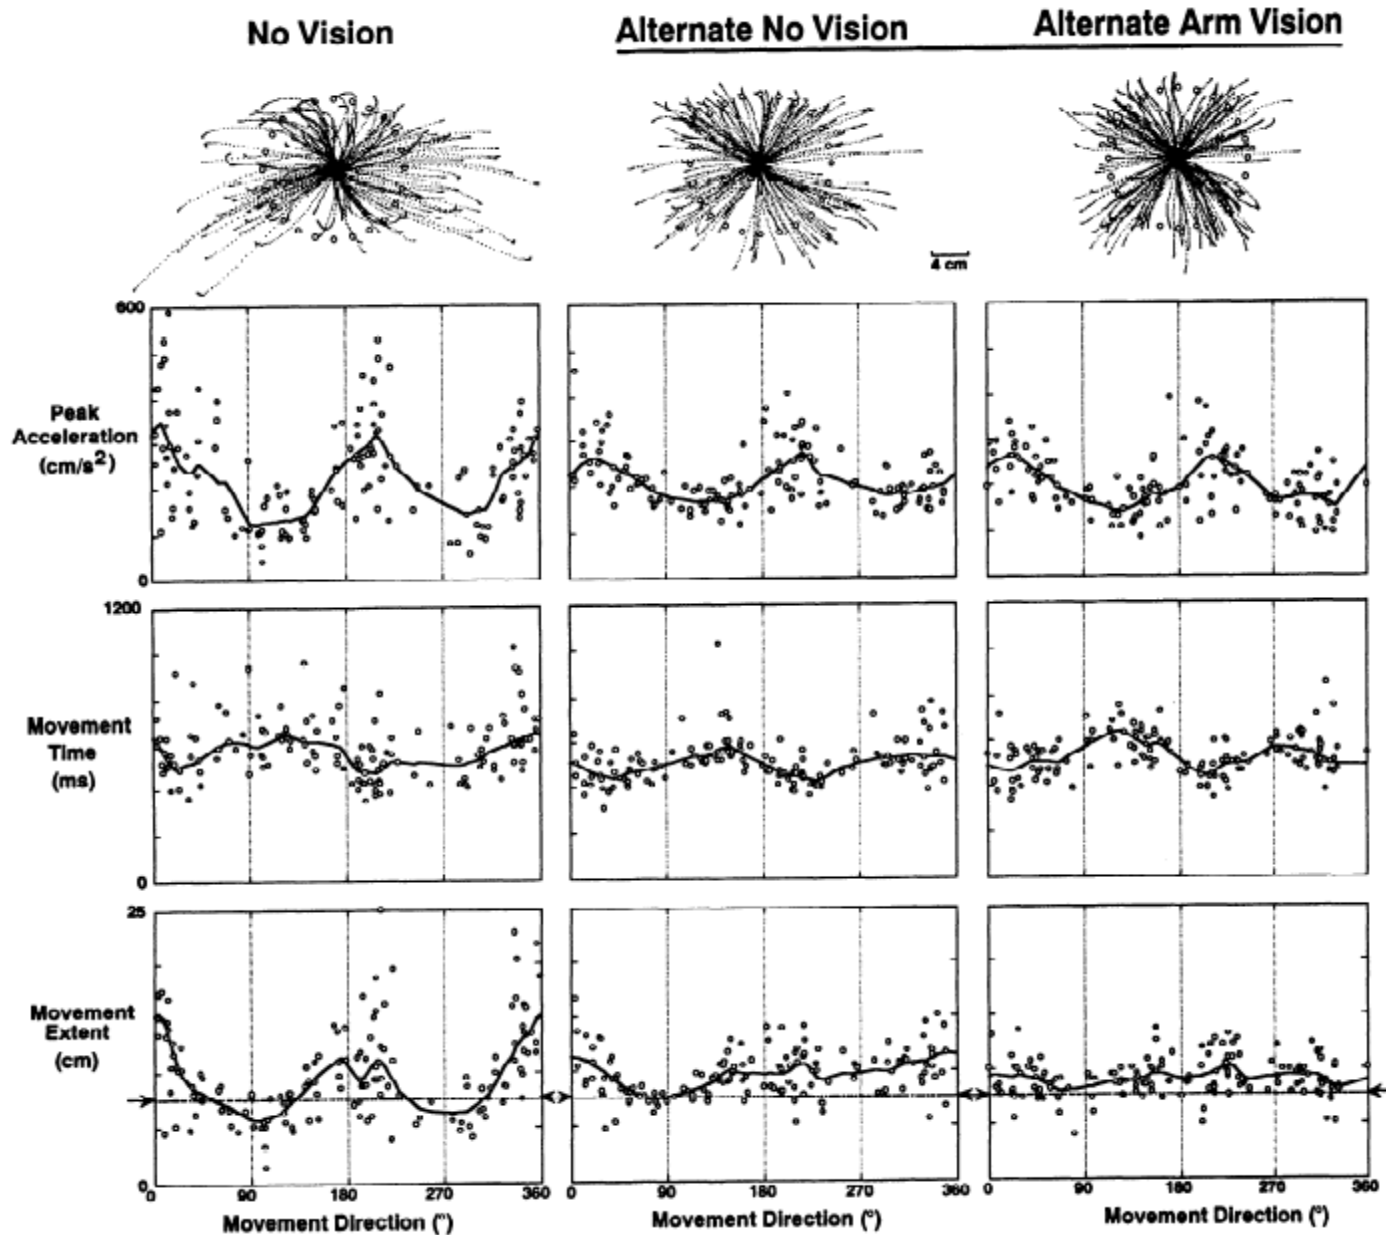 No Vision
Alternate No Vision
Alternate Arm Vision
4 cm
600
Peak
Acceleration
(cm/s²)
0
1200
Movement
Time
(ms)
0
25
Movement
Extent
(cm)
0
0 90 180 270 360
0 90 180 270 360
0 90 180 270 360
Movement Direction (°)
Movement Direction (°)
Movement Direction (°)